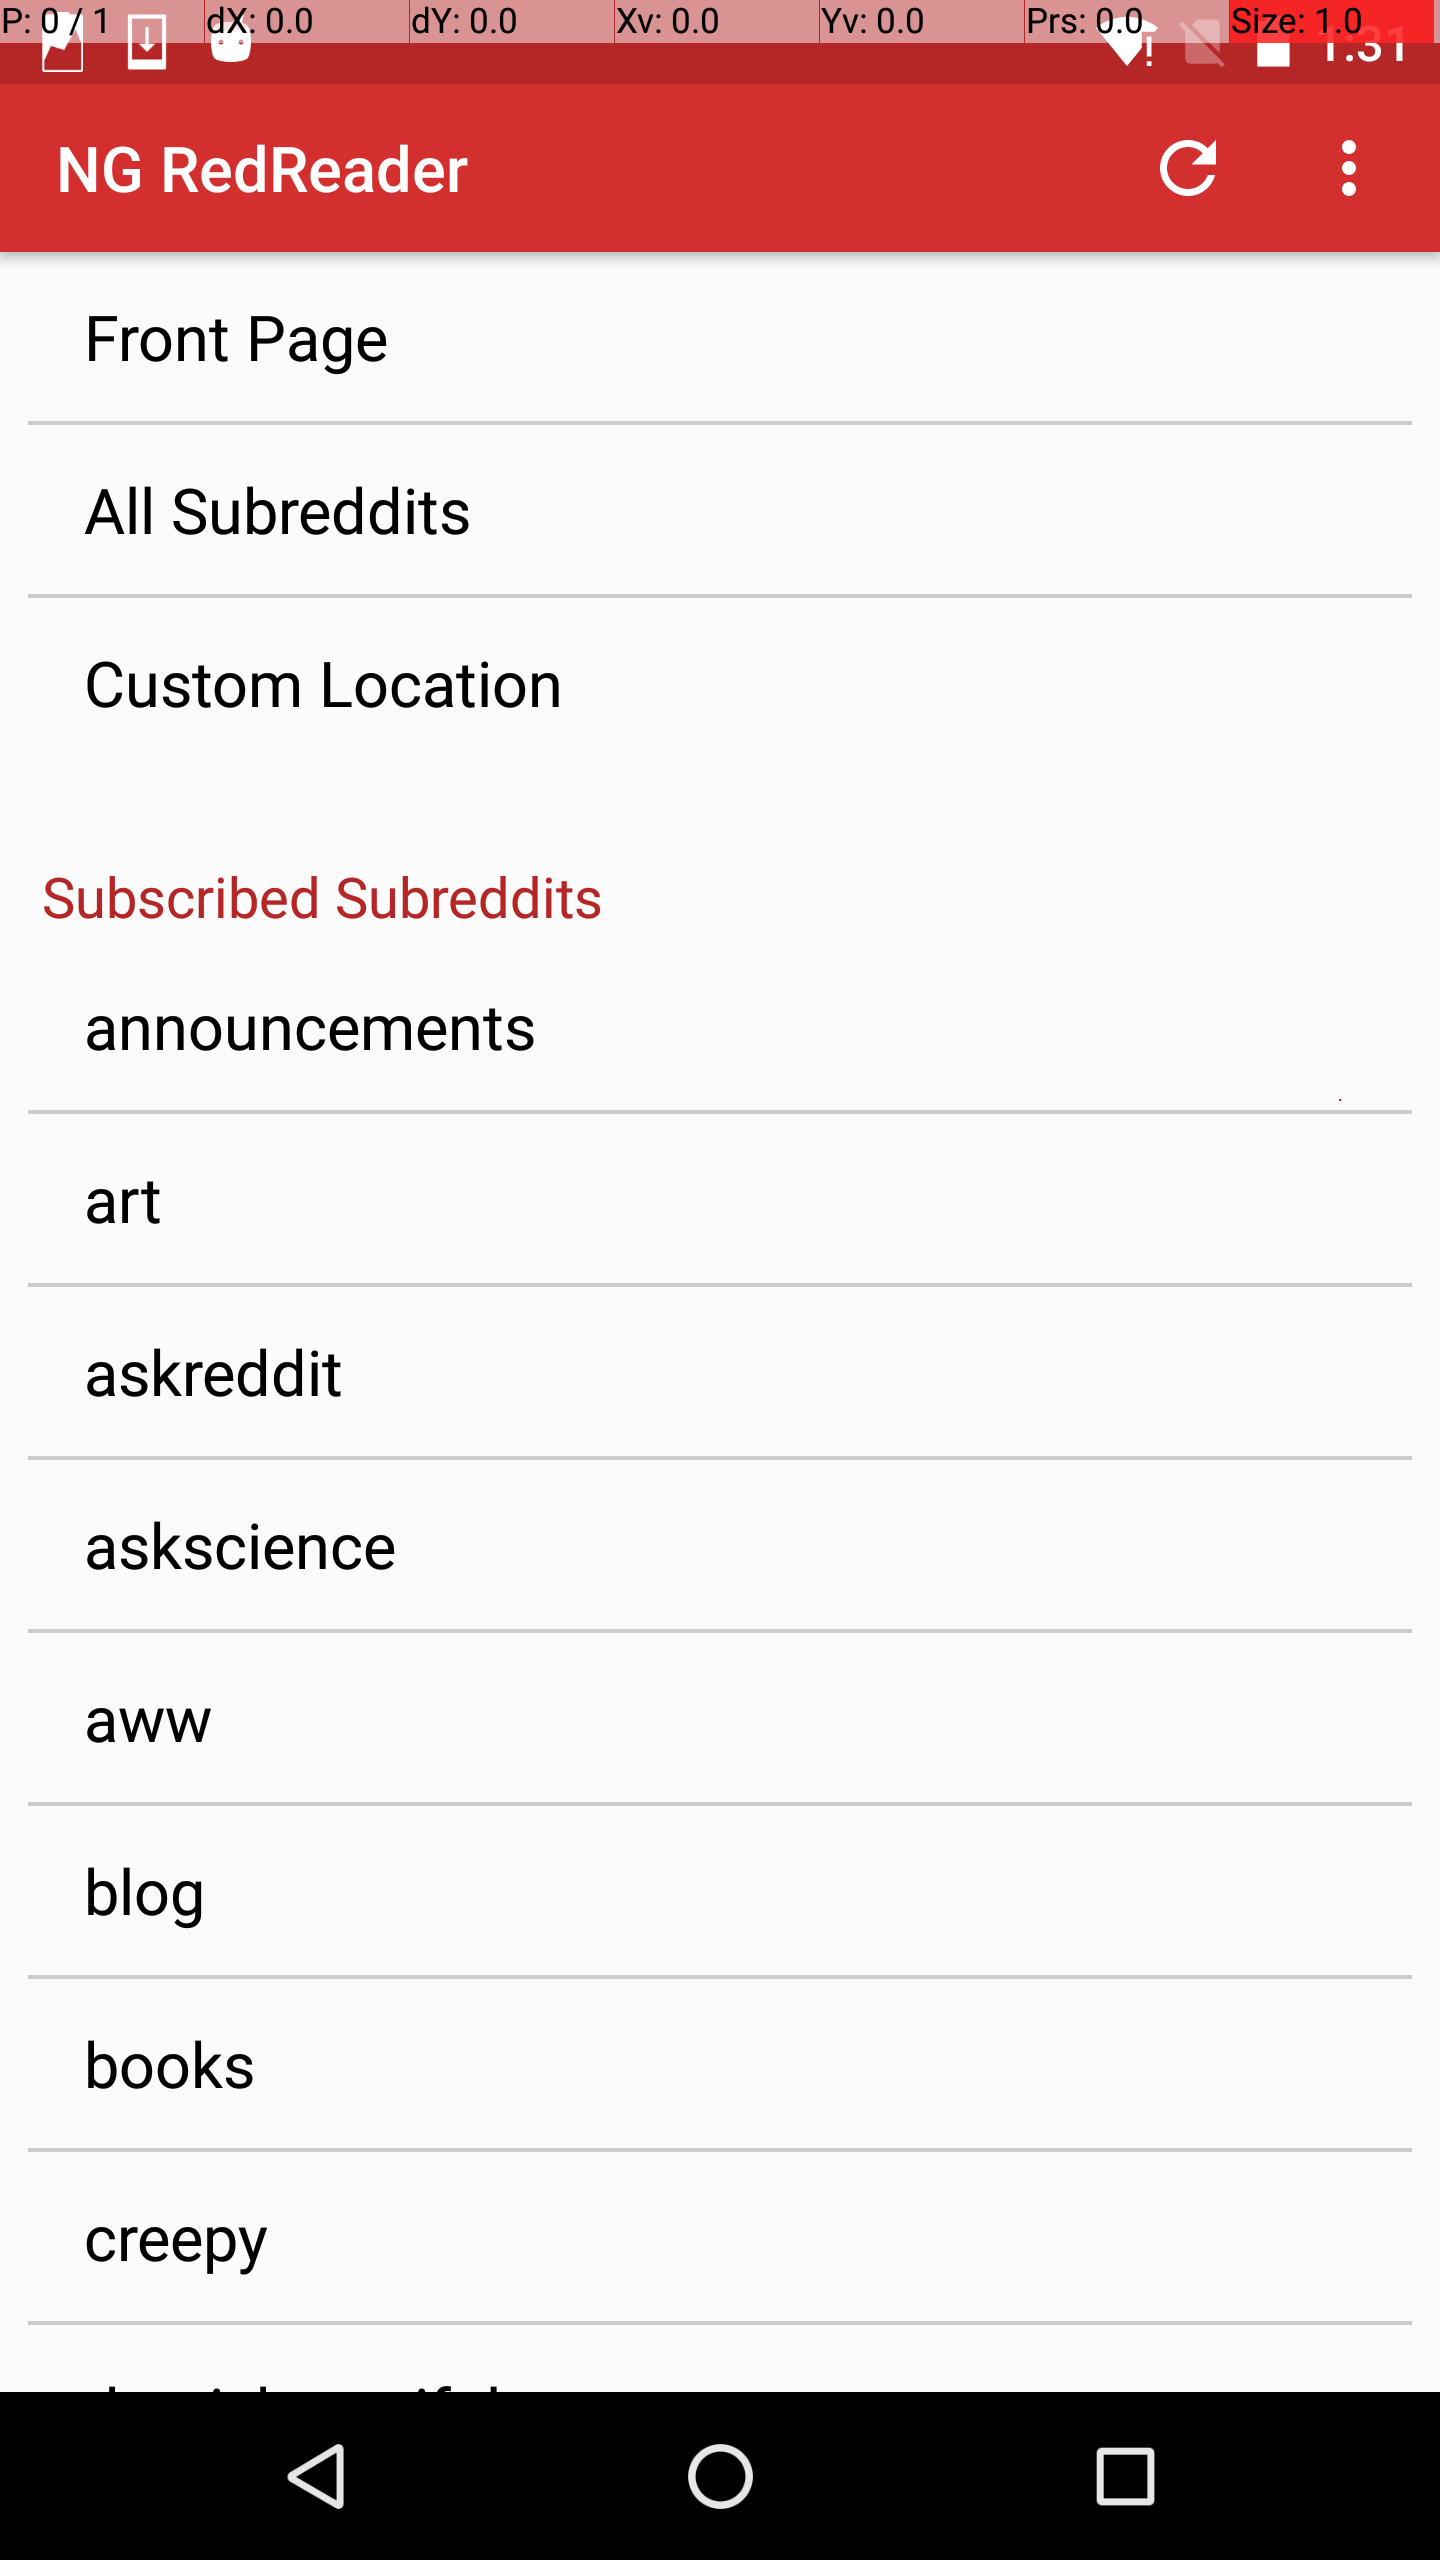 P: 0 / 1 dX: 0.0 dY: 0.0 Xv: 0.0 Yv: 0.0 Prs: 0.0 Size: 1.0
1:31
NG RedReader
Front Page
All Subreddits
Custom Location
Subscribed Subreddits
announcements
art
askreddit
askscience
aww
blog
books
creepy